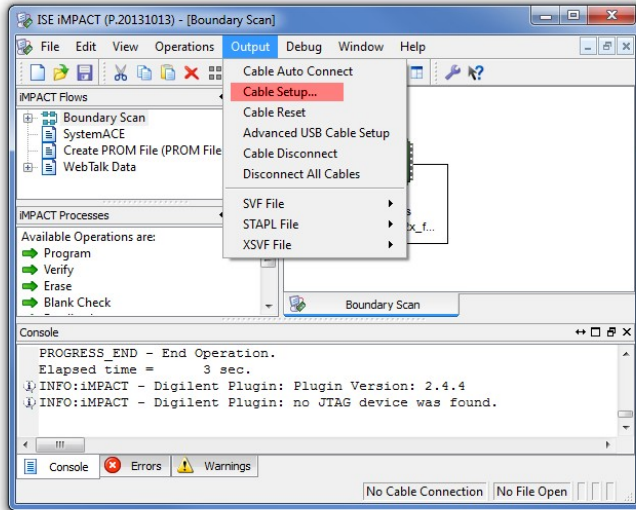 ISE iMPACT (P.20131013) - [Boundary Scan]
File Edit View Operations Output Debug Window Help
Cable Auto Connect
Cable Setup...
Cable Reset
Advanced USB Cable Setup
Cable Disconnect
Disconnect All Cables
SVF File
STAPL File
XSVF File
iMPACT Flows
Boundary Scan
SystemACE
Create PROM File (PROM File
WebTalk Data
iMPACT Processes
Available Operations are:
Program
Verify
Erase
Blank Check
Boundary Scan
Console
PROGRESS_END - End Operation.
Elapsed time = 3 sec.
INFO:iMPACT - Digilent Plugin: Plugin Version: 2.4.4
INFO:iMPACT - Digilent Plugin: no JTAG device was found.
Console Errors Warnings
No Cable Connection No File Open